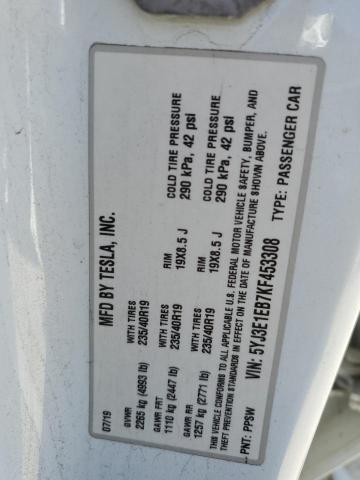 MFD BY TESLA, INC.
07/19
GVWR
2265 kg (4993 lb)
WITH TIRES
235/40R19
RIM
19X8.5 J
COLD TIRE PRESSURE
290 kPa, 42 psi
GAWR FRT
1110 kg (2447 lb)
WITH TIRES
235/40R19
RIM
19X8.5 J
COLD TIRE PRESSURE
290 kPa, 42 psi
GAWR RR
1257 kg (2771 lb)
WITH TIRES
235/40R19
THIS VEHICLE CONFORMS TO ALL APPLICABLE U.S. FEDERAL MOTOR VEHICLE SAFETY, BUMPER, AND
THEFT PREVENTION STANDARDS IN EFFECT ON THE DATE OF MANUFACTURE SHOWN ABOVE.
VIN: 5YJ3E1EB7KF453308
TYPE: PASSENGER CAR
PNT: PPSW